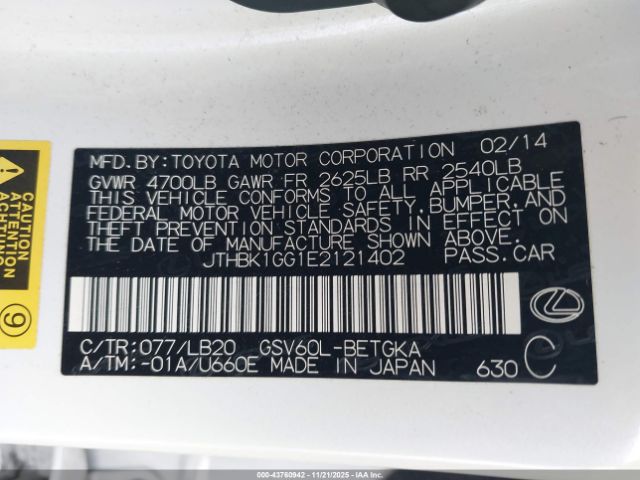 MFD.BY:TOYOTA MOTOR CORPORATION 02/14
GVWR 4700LB GAWR FR 2625LB RR 2540LB
THIS VEHICLE CONFORMS TO ALL APPLICABLE
FEDERAL MOTOR VEHICLE SAFETY,BUMPER,AND
THEFT PREVENTION STANDARDS IN EFFECT ON
THE DATE OF MANUFACTURE SHOWN ABOVE.
JTHBK1GG1E2121402 PASS.CAR
C/TR:077/LB20 GSV60L-BETGKA
A/TM:-01A/U660E MADE IN JAPAN 630 C
CAUTION
ATTENTION
ACHTUNG
9
000-43760942 - 11/21/2025 - IAA Inc.